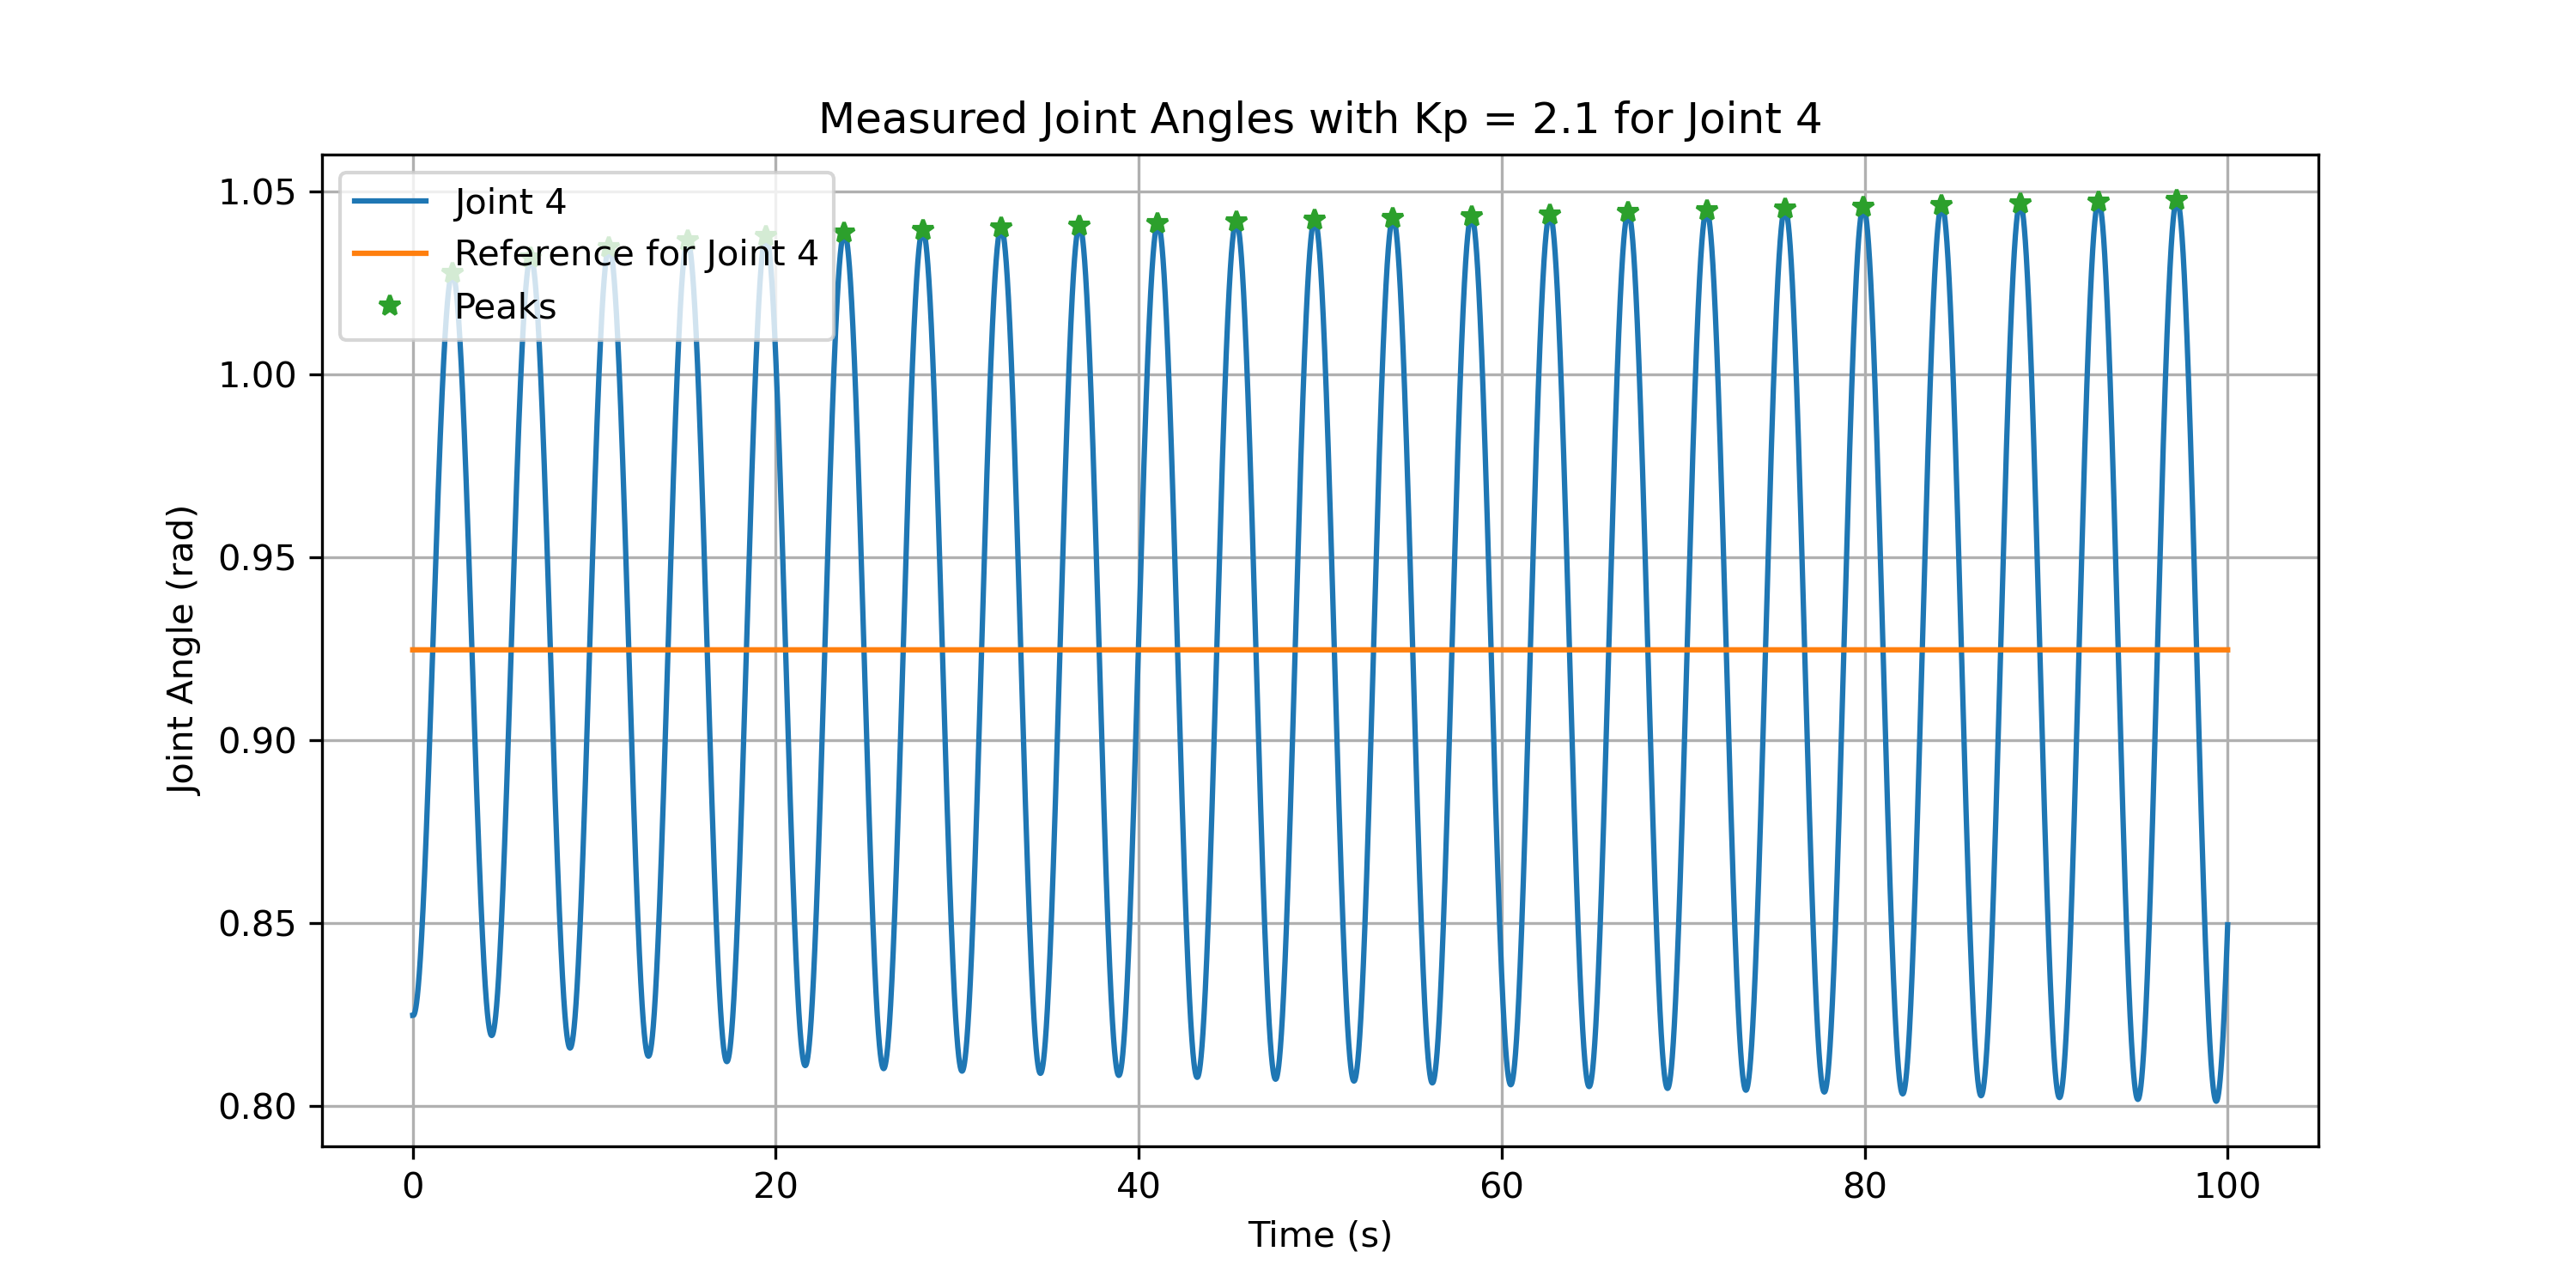 Measured Joint Angles with Kp = 2.1 for Joint 4
Joint 4
Reference for Joint 4
Peaks
1.05
1.00
0.95
0.90
0.85
0.80
Joint Angle (rad)
0 20 40 60 80 100
Time (s)